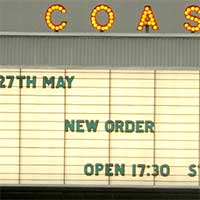 COAS
27TH MAY
NEW ORDER
OPEN 17:30 S